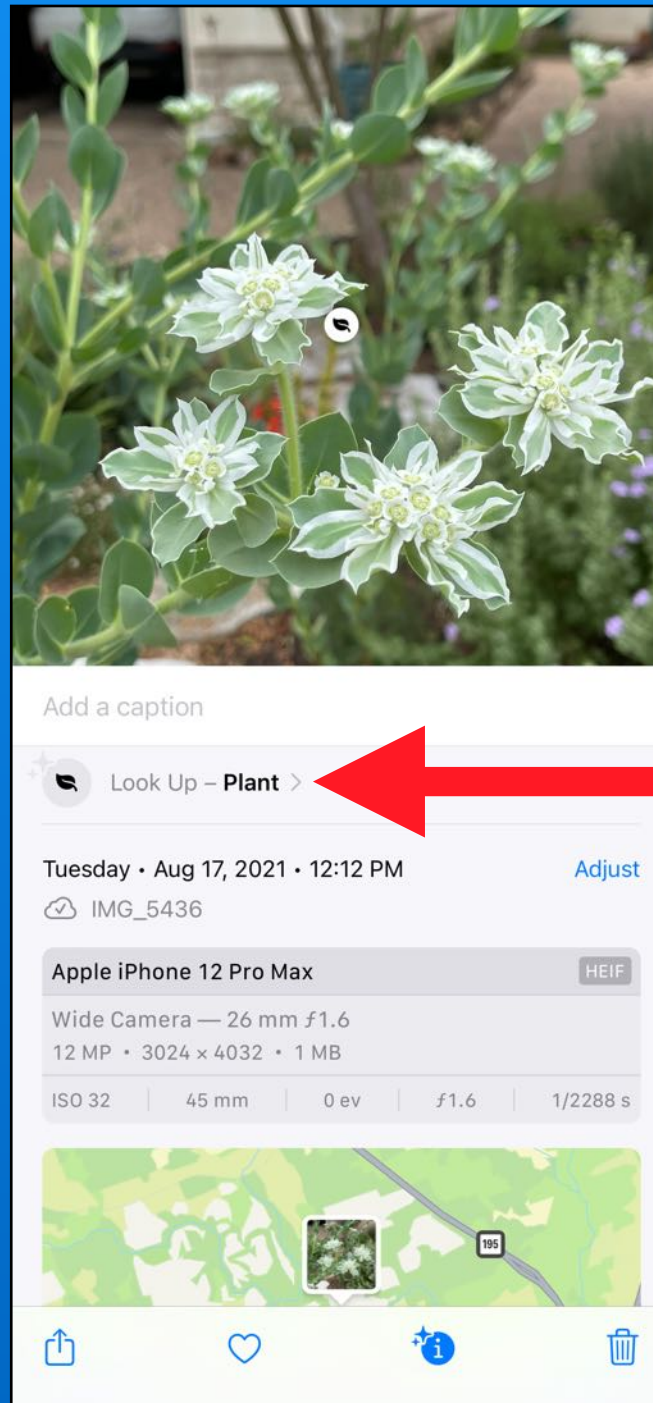 Add a caption
Look Up – Plant >
Tuesday • Aug 17, 2021 • 12:12 PM Adjust
IMG_5436
Apple iPhone 12 Pro Max HEIF
Wide Camera — 26 mm ƒ1.6
12 MP • 3024 × 4032 • 1 MB
ISO 32 | 45 mm | 0 ev | ƒ1.6 | 1/2288 s
195